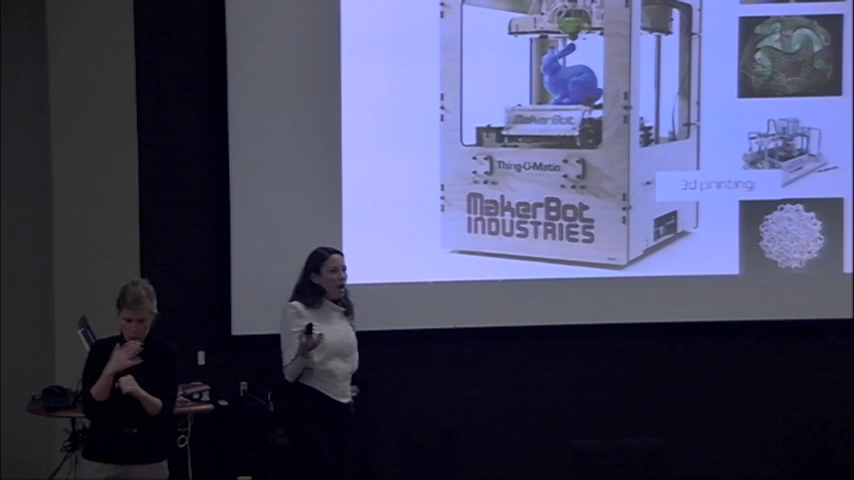 MakerBot
Thing-O-Matic
3d printing:
MakerBot
INDUSTRIES